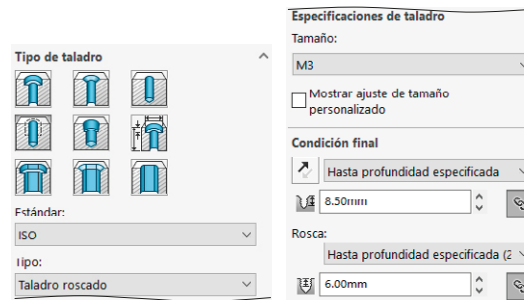 Tipo de taladro
Estándar:
ISO
Tipo:
Taladro roscado
Especificaciones de taladro
Tamaño:
M3
Mostrar ajuste de tamaño
personalizado
Condición final
Hasta profundidad especificada
8.50mm
Rosca:
Hasta profundidad especificada (2
6.00mm